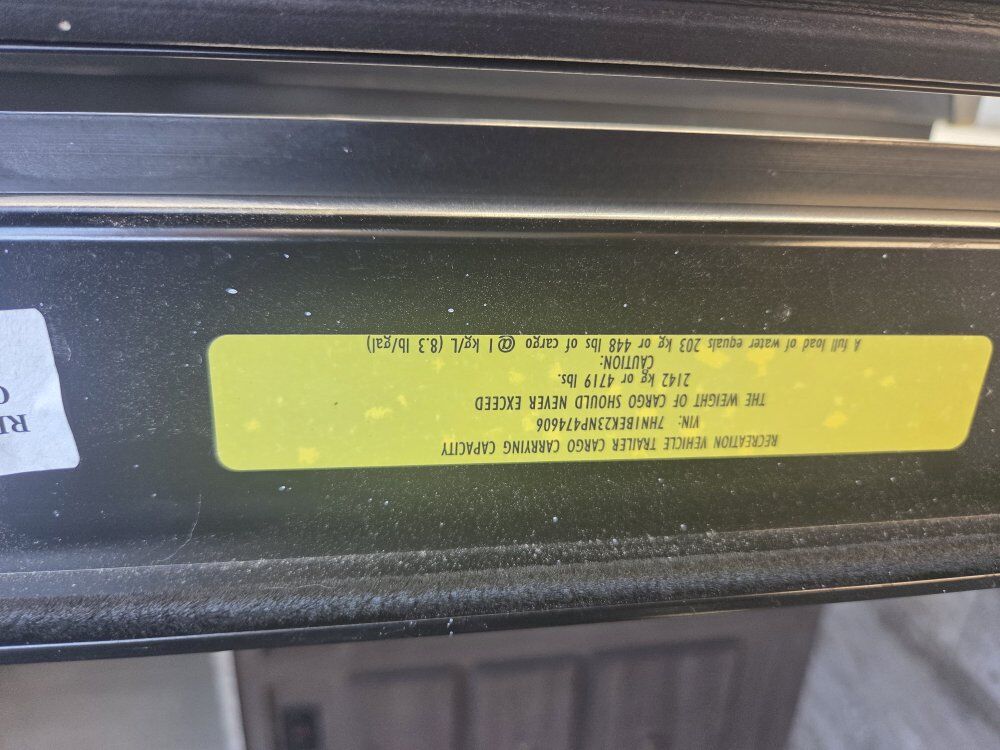 RECREATION VEHICLE TRAILER CARGO CARRYING CAPACITY
VIN: 7HN1BEK23NP474606
THE WEIGHT OF CARGO SHOULD NEVER EXCEED
2142 kg or 4719 lbs.
CAUTION:
A full load of water equals 203 kg or 448 lbs of cargo @ 1 kg/L (8.3 lb/gal)